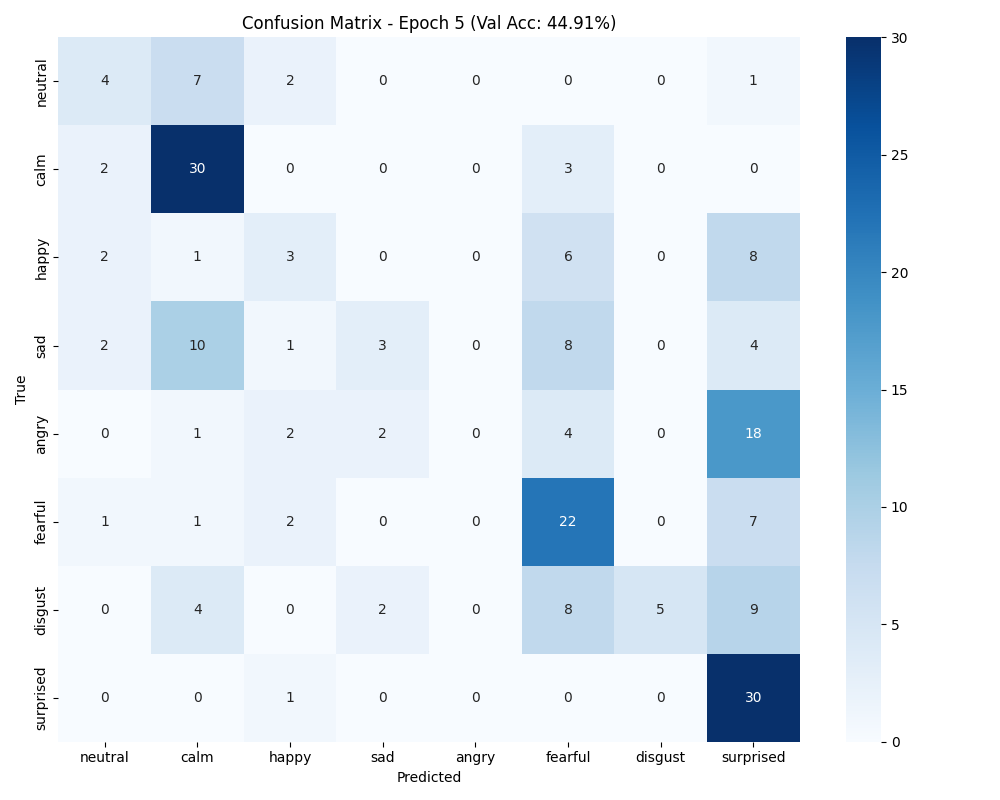 Confusion Matrix - Epoch 5 (Val Acc: 44.91%)
True
neutral 4 7 2 0 0 0 0 1
calm 2 30 0 0 0 3 0 0
happy 2 1 3 0 0 6 0 8
sad 2 10 1 3 0 8 0 4
angry 0 1 2 2 0 4 0 18
fearful 1 1 2 0 0 22 0 7
disgust 0 4 0 2 0 8 5 9
surprised 0 0 1 0 0 0 0 30
neutral calm happy sad angry fearful disgust surprised
Predicted
30
25
20
15
10
5
0